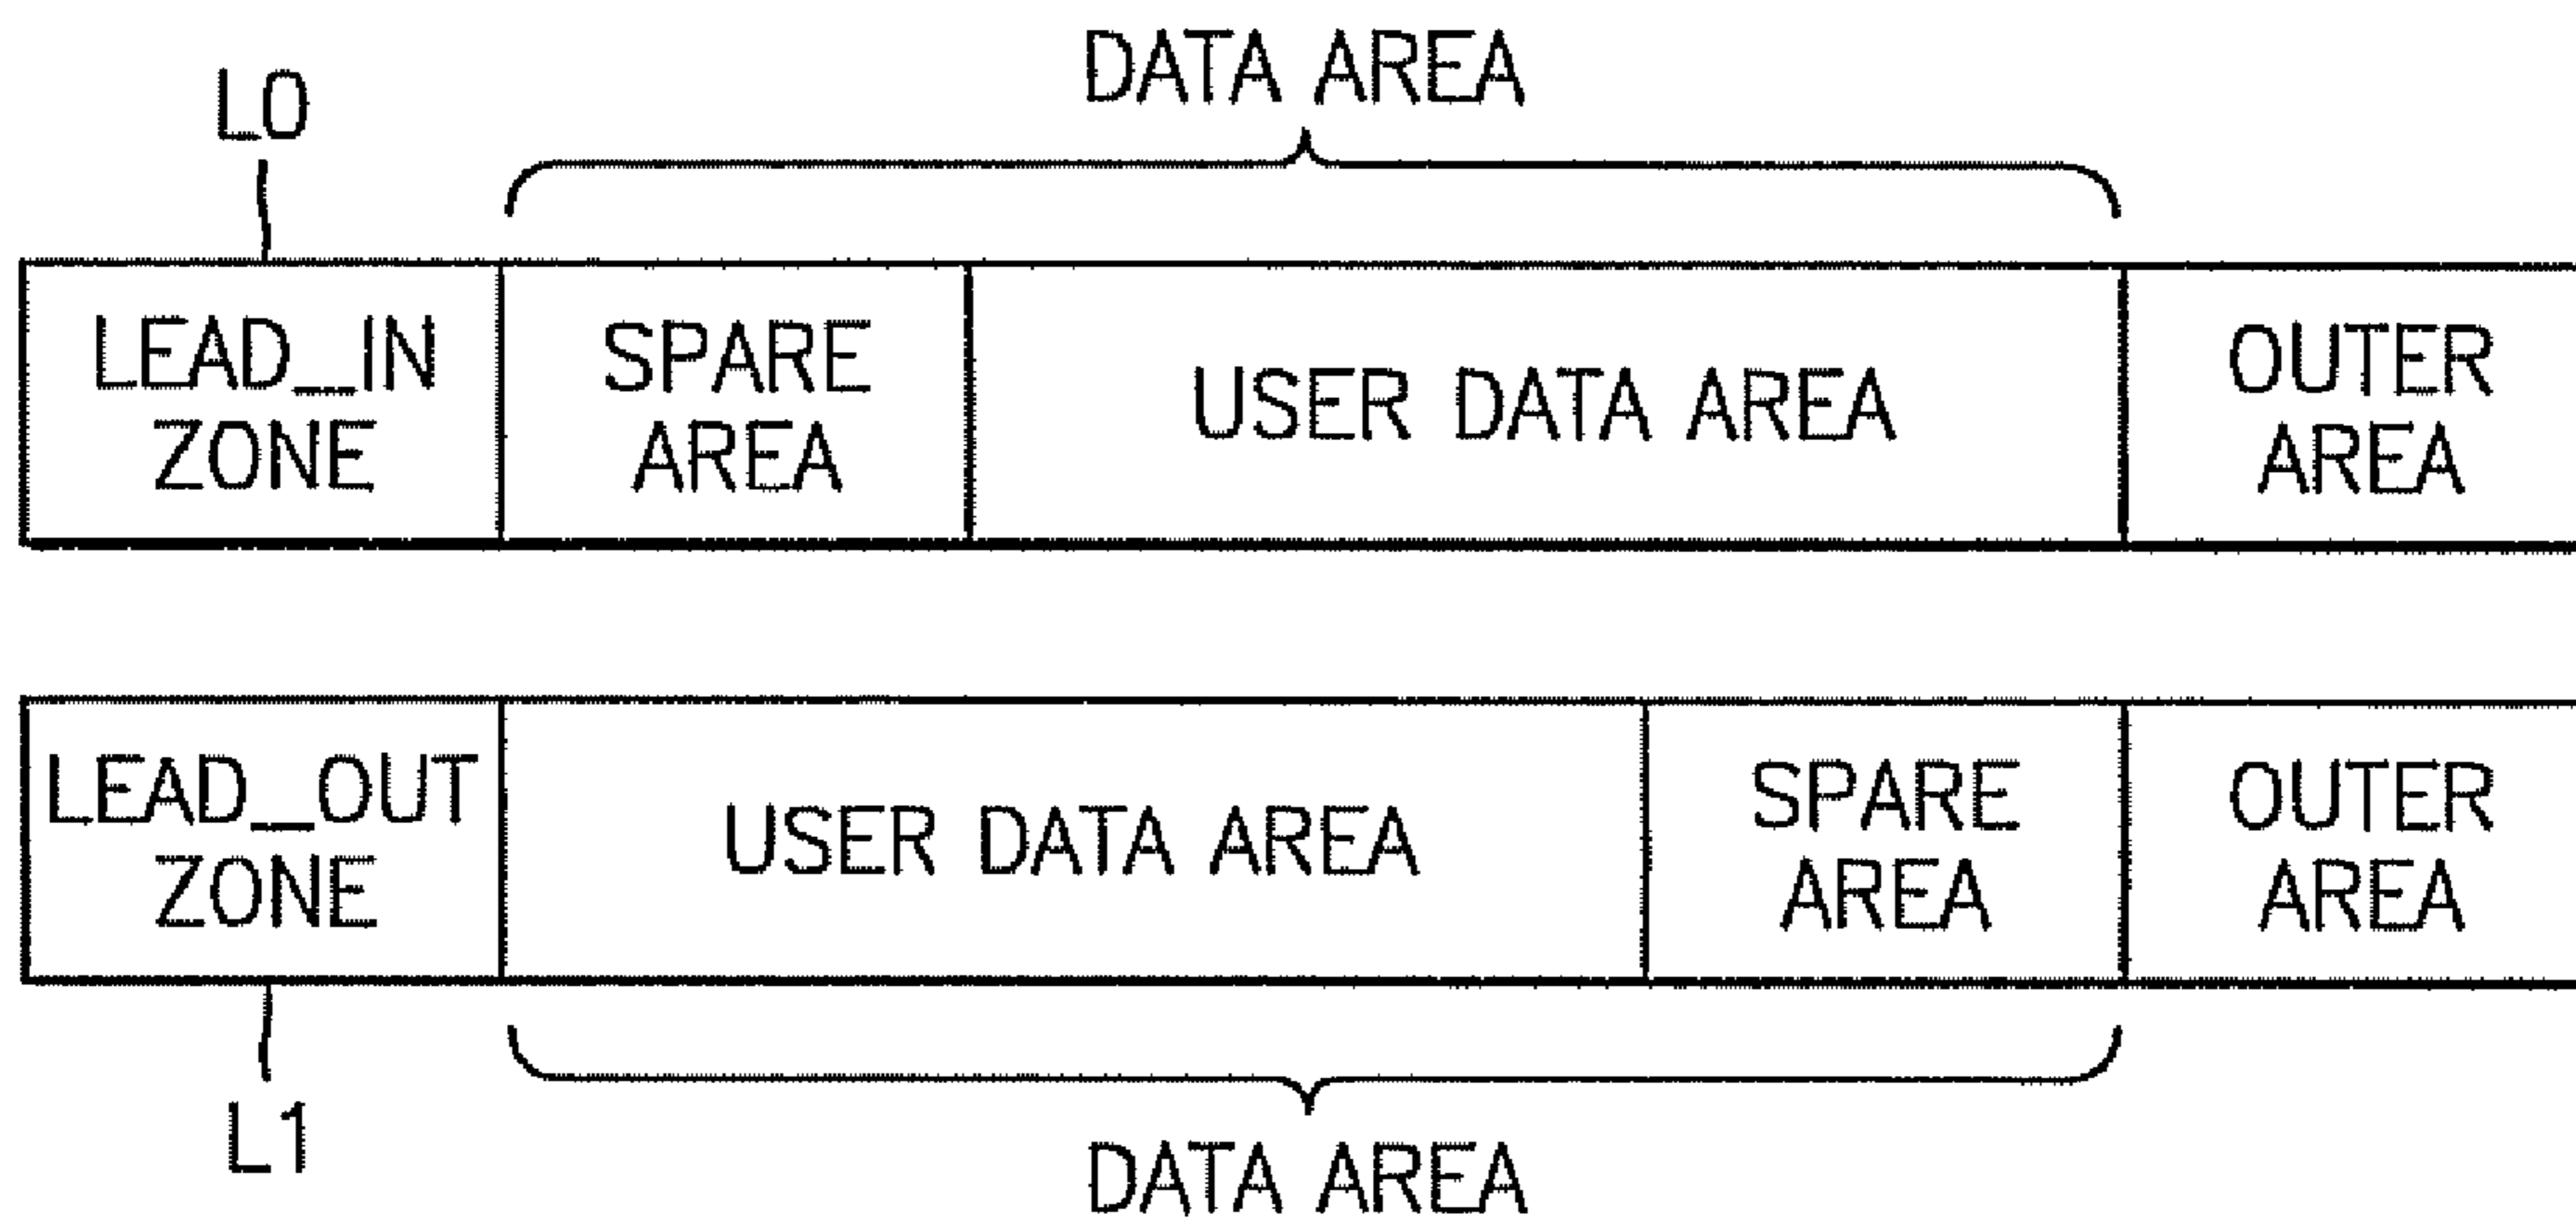 DATA AREA
L0
LEAD_IN
ZONE
SPARE
AREA
USER DATA AREA
OUTER
AREA
LEAD_OUT
ZONE
USER DATA AREA
SPARE
AREA
OUTER
AREA
L1
DATA AREA